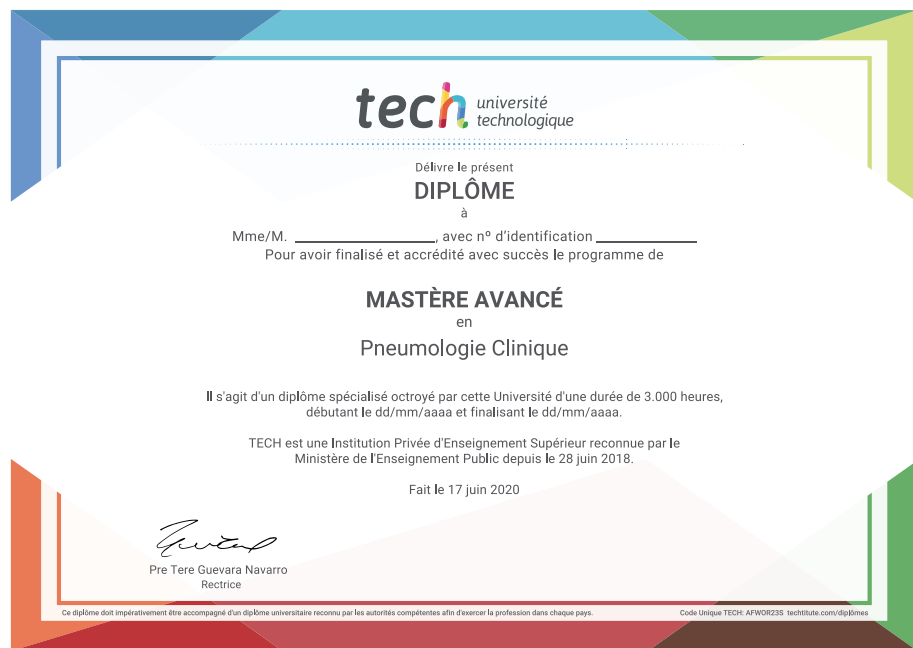 tech université
technologique
Délivre le présent
DIPLÔME
à
Mme/M. ____________, avec nº d'identification ____________
Pour avoir finalisé et accrédité avec succès le programme de
MASTÈRE AVANCÉ
en
Pneumologie Clinique
Il s'agit d'un diplôme spécialisé octroyé par cette Université d'une durée de 3.000 heures,
débutant le dd/mm/aaaa et finalisant le dd/mm/aaaa.
TECH est une Institution Privée d'Enseignement Supérieur reconnue par le
Ministère de l'Enseignement Public depuis le 28 juin 2018.
Fait le 17 juin 2020
Pre Tere Guevara Navarro
Rectrice
Ce diplôme doit impérativement être accompagné d'un diplôme universitaire reconnu par les autorités compétentes afin d'exercer la profession dans chaque pays.
Code Unique TECH: AFWOR23S techtitute.com/diplômes